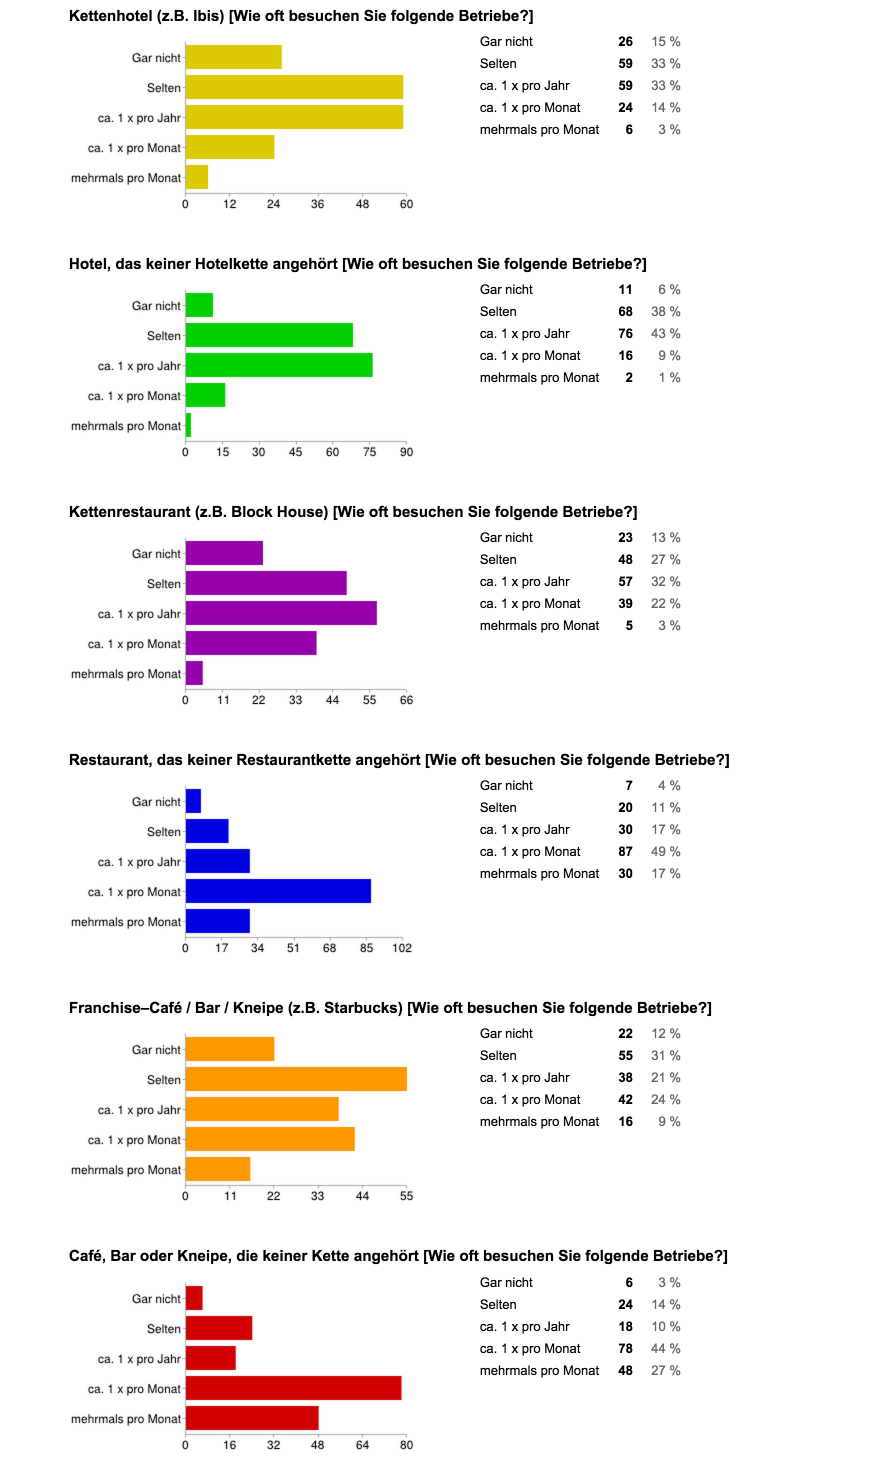 Kettenhotel (z.B. Ibis) [Wie oft besuchen Sie folgende Betriebe?]
Gar nicht
Selten
ca. 1 x pro Jahr
ca. 1 x pro Monat
mehrmals pro Monat
0 12 24 36 48 60
Gar nicht 26 15 %
Selten 59 33 %
ca. 1 x pro Jahr 59 33 %
ca. 1 x pro Monat 24 14 %
mehrmals pro Monat 6 3 %
Hotel, das keiner Hotelkette angehört [Wie oft besuchen Sie folgende Betriebe?]
Gar nicht
Selten
ca. 1 x pro Jahr
ca. 1 x pro Monat
mehrmals pro Monat
0 15 30 45 60 75 90
Gar nicht 11 6 %
Selten 68 38 %
ca. 1 x pro Jahr 76 43 %
ca. 1 x pro Monat 16 9 %
mehrmals pro Monat 2 1 %
Kettenrestaurant (z.B. Block House) [Wie oft besuchen Sie folgende Betriebe?]
Gar nicht
Selten
ca. 1 x pro Jahr
ca. 1 x pro Monat
mehrmals pro Monat
0 11 22 33 44 55 66
Gar nicht 23 13 %
Selten 48 27 %
ca. 1 x pro Jahr 57 32 %
ca. 1 x pro Monat 39 22 %
mehrmals pro Monat 5 3 %
Restaurant, das keiner Restaurantkette angehört [Wie oft besuchen Sie folgende Betriebe?]
Gar nicht
Selten
ca. 1 x pro Jahr
ca. 1 x pro Monat
mehrmals pro Monat
0 17 34 51 68 85 102
Gar nicht 7 4 %
Selten 20 11 %
ca. 1 x pro Jahr 30 17 %
ca. 1 x pro Monat 87 49 %
mehrmals pro Monat 30 17 %
Franchise–Café / Bar / Kneipe (z.B. Starbucks) [Wie oft besuchen Sie folgende Betriebe?]
Gar nicht
Selten
ca. 1 x pro Jahr
ca. 1 x pro Monat
mehrmals pro Monat
0 11 22 33 44 55
Gar nicht 22 12 %
Selten 55 31 %
ca. 1 x pro Jahr 38 21 %
ca. 1 x pro Monat 42 24 %
mehrmals pro Monat 16 9 %
Café, Bar oder Kneipe, die keiner Kette angehört [Wie oft besuchen Sie folgende Betriebe?]
Gar nicht
Selten
ca. 1 x pro Jahr
ca. 1 x pro Monat
mehrmals pro Monat
0 16 32 48 64 80
Gar nicht 6 3 %
Selten 24 14 %
ca. 1 x pro Jahr 18 10 %
ca. 1 x pro Monat 78 44 %
mehrmals pro Monat 48 27 %